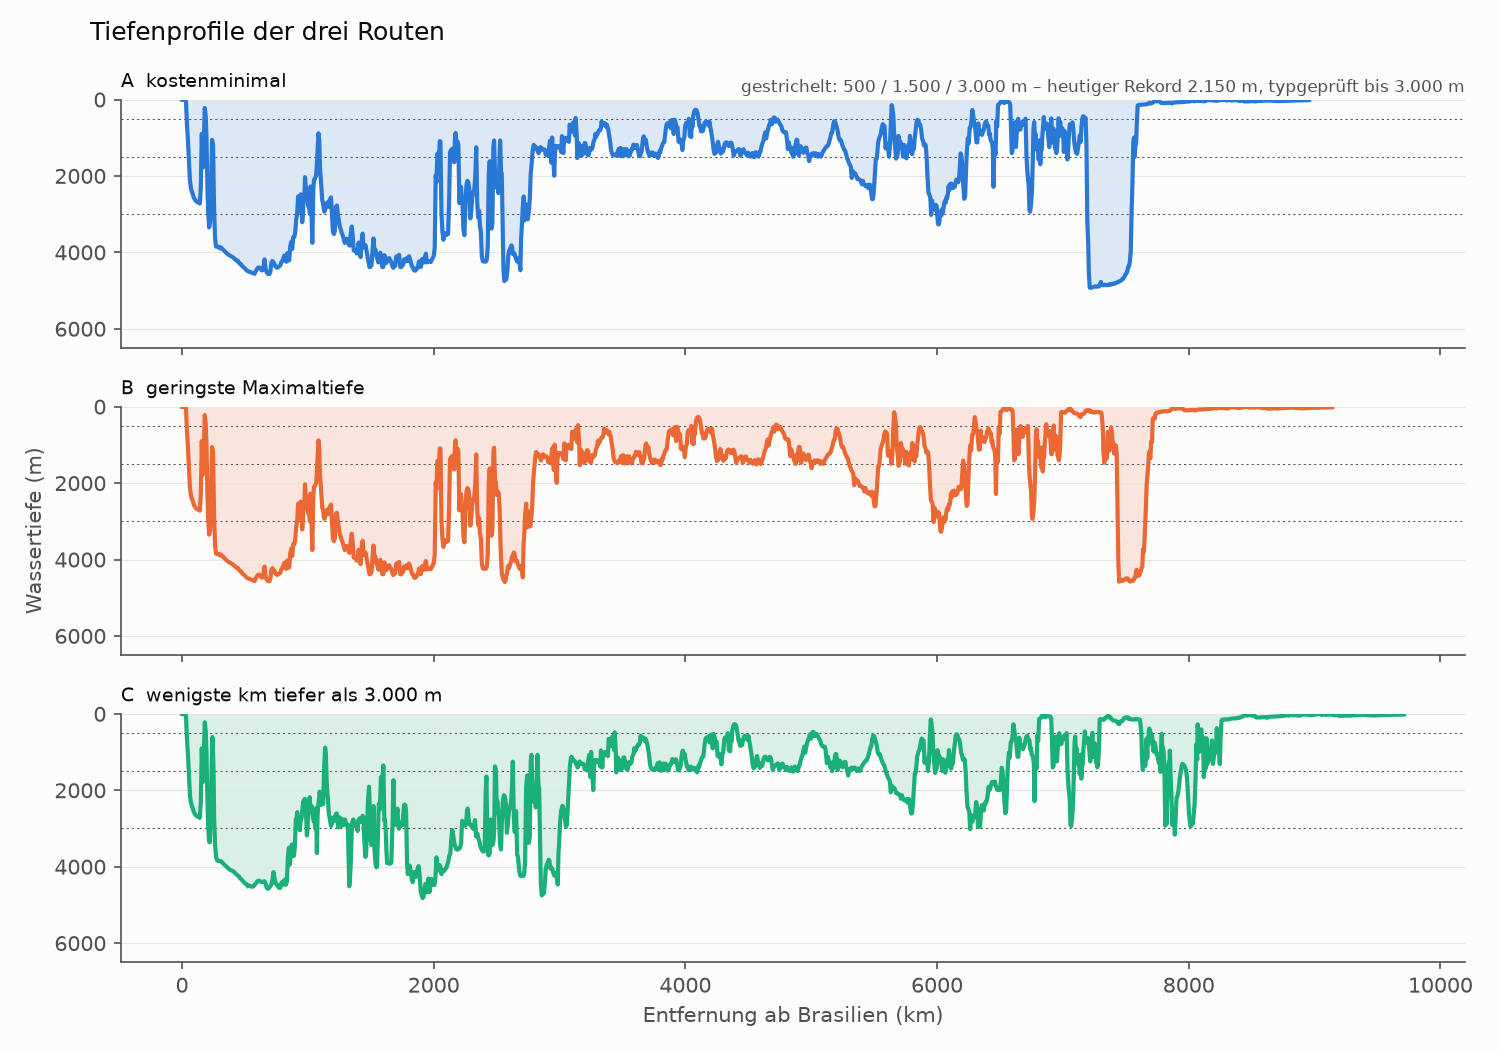 Tiefenprofile der drei Routen
A kostenminimal
gestrichelt: 500 / 1.500 / 3.000 m – heutiger Rekord 2.150 m, typgeprüft bis 3.000 m
0
2000
4000
6000
B geringste Maximaltiefe
0
2000
4000
6000
Wassertiefe (m)
C wenigste km tiefer als 3.000 m
0
2000
4000
6000
0 2000 4000 6000 8000 10000
Entfernung ab Brasilien (km)